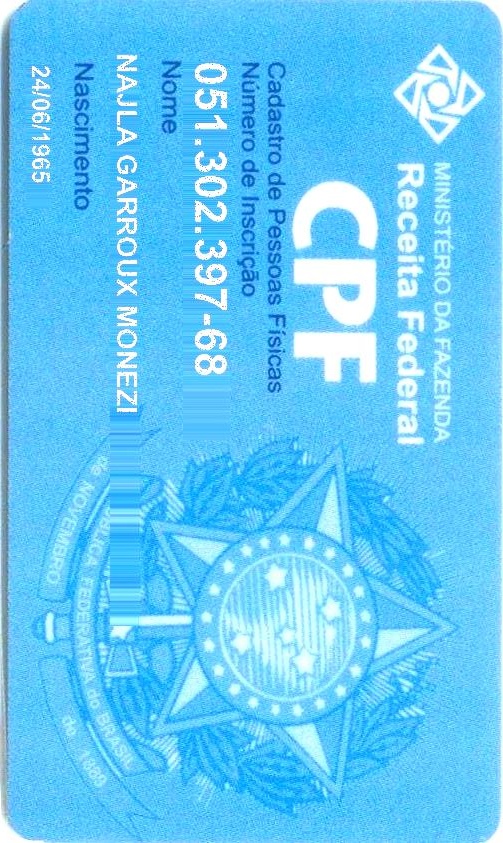 MINISTÉRIO DA FAZENDA
Receita Federal
CPF
Cadastro de Pessoas Físicas
Número de Inscrição
051.302.397-68
Nome
NAJLA GARROUX MONEZI
Nascimento
24/06/1965
REPÚBLICA FEDERATIVA do BRASIL
de NOVEMBRO
de 1889